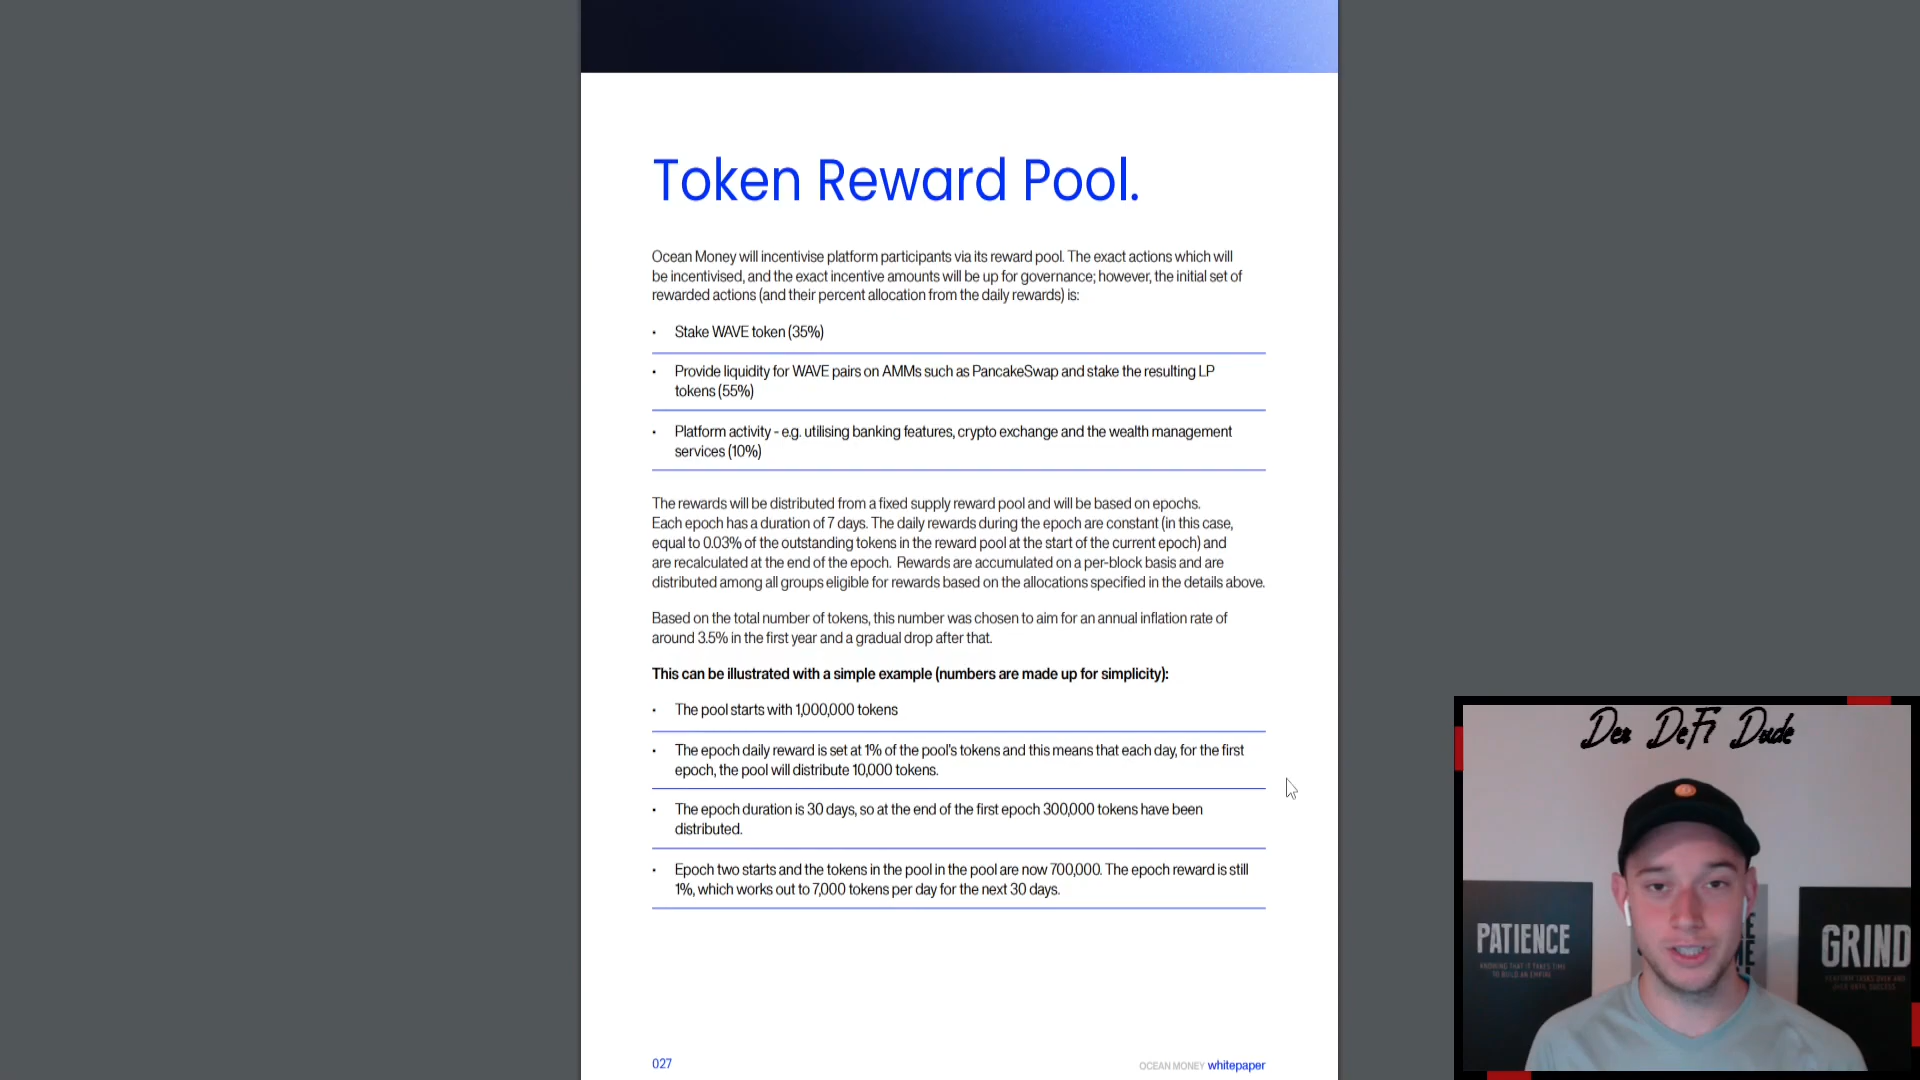 Token Reward Pool.
Ocean Money will incentivise platform participants via its reward pool. The exact actions which will
be incentivised, and the exact incentive amounts will be up for governance; however, the initial set of
rewarded actions (and their percent allocation from the daily rewards) is:
• Stake WAVE token (35%)
• Provide liquidity for WAVE pairs on AMMs such as PancakeSwap and stake the resulting LP
tokens (55%)
• Platform activity - e.g. utilising banking features, crypto exchange and the wealth management
services (10%)
The rewards will be distributed from a fixed supply reward pool and will be based on epochs.
Each epoch has a duration of 7 days. The daily rewards during the epoch are constant (in this case,
equal to 0.03% of the outstanding tokens in the reward pool at the start of the current epoch) and
are recalculated at the end of the epoch. Rewards are accumulated on a per-block basis and are
distributed among all groups eligible for rewards based on the allocations specified in the details above.
Based on the total number of tokens, this number was chosen to aim for an annual inflation rate of
around 3.5% in the first year and a gradual drop after that.
This can be illustrated with a simple example (numbers are made up for simplicity):
• The pool starts with 1,000,000 tokens
• The epoch daily reward is set at 1% of the pool's tokens and this means that each day, for the first
epoch, the pool will distribute 10,000 tokens.
• The epoch duration is 30 days, so at the end of the first epoch 300,000 tokens have been
distributed.
• Epoch two starts and the tokens in the pool in the pool are now 700,000. The epoch reward is still
1%, which works out to 7,000 tokens per day for the next 30 days.
027
OCEAN MONEY whitepaper
Der DeFi Dude
PATIENCE
KNOWING THAT IT TAKES TIME
TO BUILD AN EMPIRE
GRIND